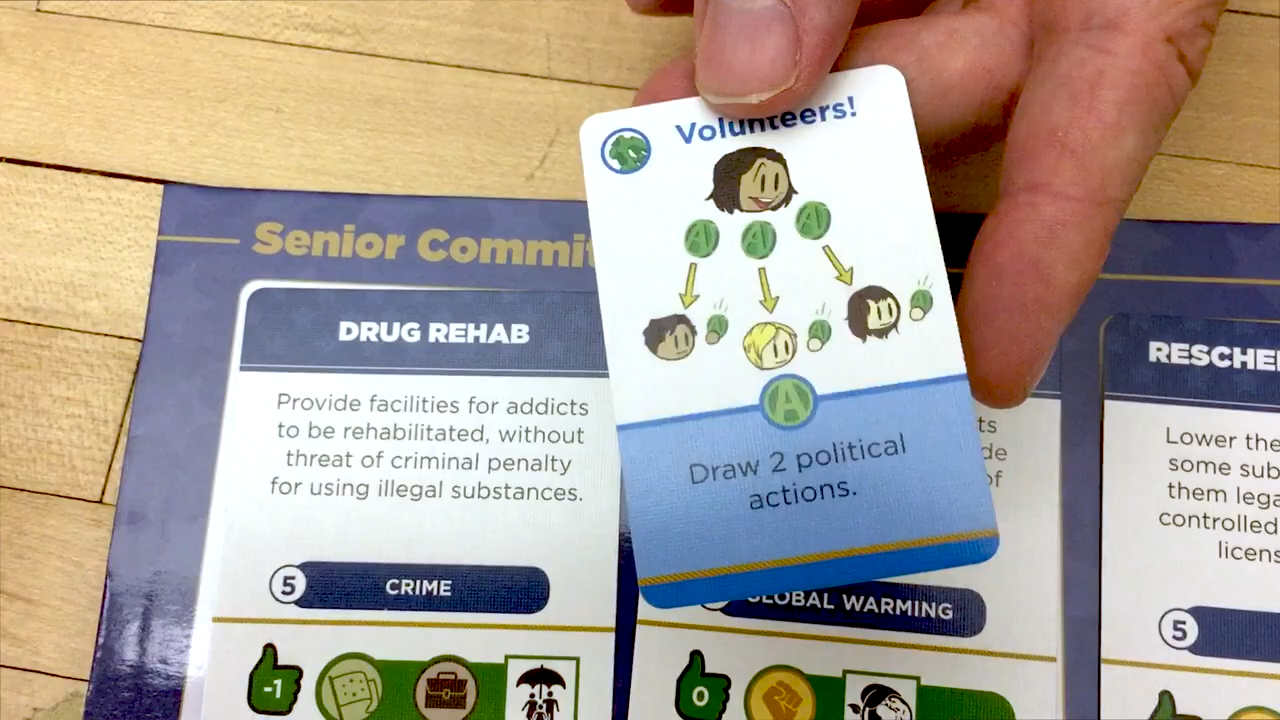 Volunteers!
A A A
A
A
A
A
Draw 2 political
actions.
Senior Commit
DRUG REHAB
Provide facilities for addicts
to be rehabilitated, without
threat of criminal penalty
for using illegal substances.
5 CRIME
-1
ts
de
of
GLOBAL WARMING
0
RESCHE
Lower the
some sub
them lega
controlled
licens
5